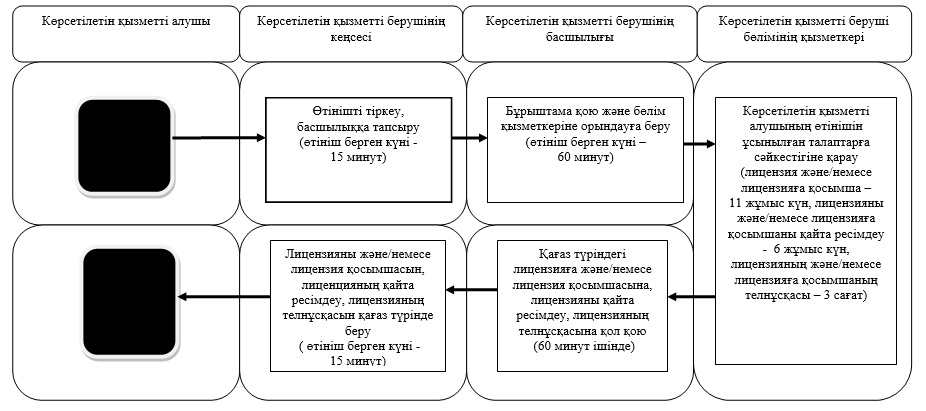 Көрсетілетін қызметті алушы
Көрсетілетін қызметті берушінің
кеңсесі
Көрсетілетін қызметті берушінің
басшылығы
Көрсетілетін қызметті беруші
бөлімінің қызметкері
Өтінішті тіркеу,
басшылыққа тапсыру
(өтініш берген күні -
15 минут)
Бұрыштама қою және бөлім
қызметкеріне орындауға беру
(өтініш берген күні –
60 минут)
Көрсетілетін қызметті
алушының өтінішін
ұсынылған талаптарға
сәйкестігіне қарау
(лицензия және/немесе
лицензияға қосымша –
11 жұмыс күн, лицензияны
және/немесе лицензияға
қосымшаны қайта ресімдеу
- 6 жұмыс күн,
лицензияның және/немесе
лицензияға қосымшаның
телнұсқасы – 3 сағат)
Қағаз түріндегі
лицензияға және/немесе
лицензия қосымшасына,
лицензияны қайта
ресімдеу, лицензияның
телнұсқасына қол қою
(60 минут ішінде)
Лицензияны және/немесе
лицензия қосымшасын,
лиценцияның қайта
ресімдеу, лицензияның
телнұсқасын қағаз түрінде
беру
( өтініш берген күні -
15 минут)